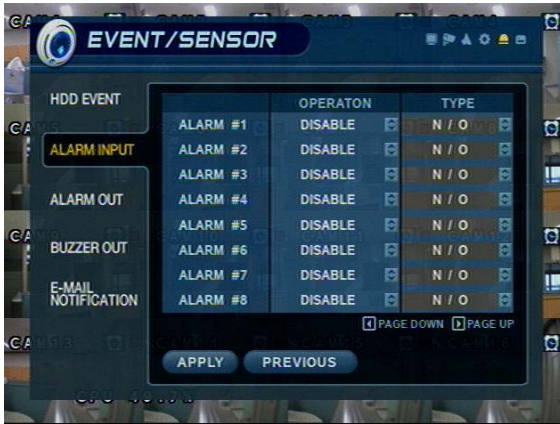 EVENT/SENSOR
HDD EVENT
ALARM INPUT
ALARM OUT
BUZZER OUT
E-MAIL
NOTIFICATION
OPERATON TYPE
ALARM #1 DISABLE N / O
ALARM #2 DISABLE N / O
ALARM #3 DISABLE N / O
ALARM #4 DISABLE N / O
ALARM #5 DISABLE N / O
ALARM #6 DISABLE N / O
ALARM #7 DISABLE N / O
ALARM #8 DISABLE N / O
PAGE DOWN PAGE UP
APPLY PREVIOUS